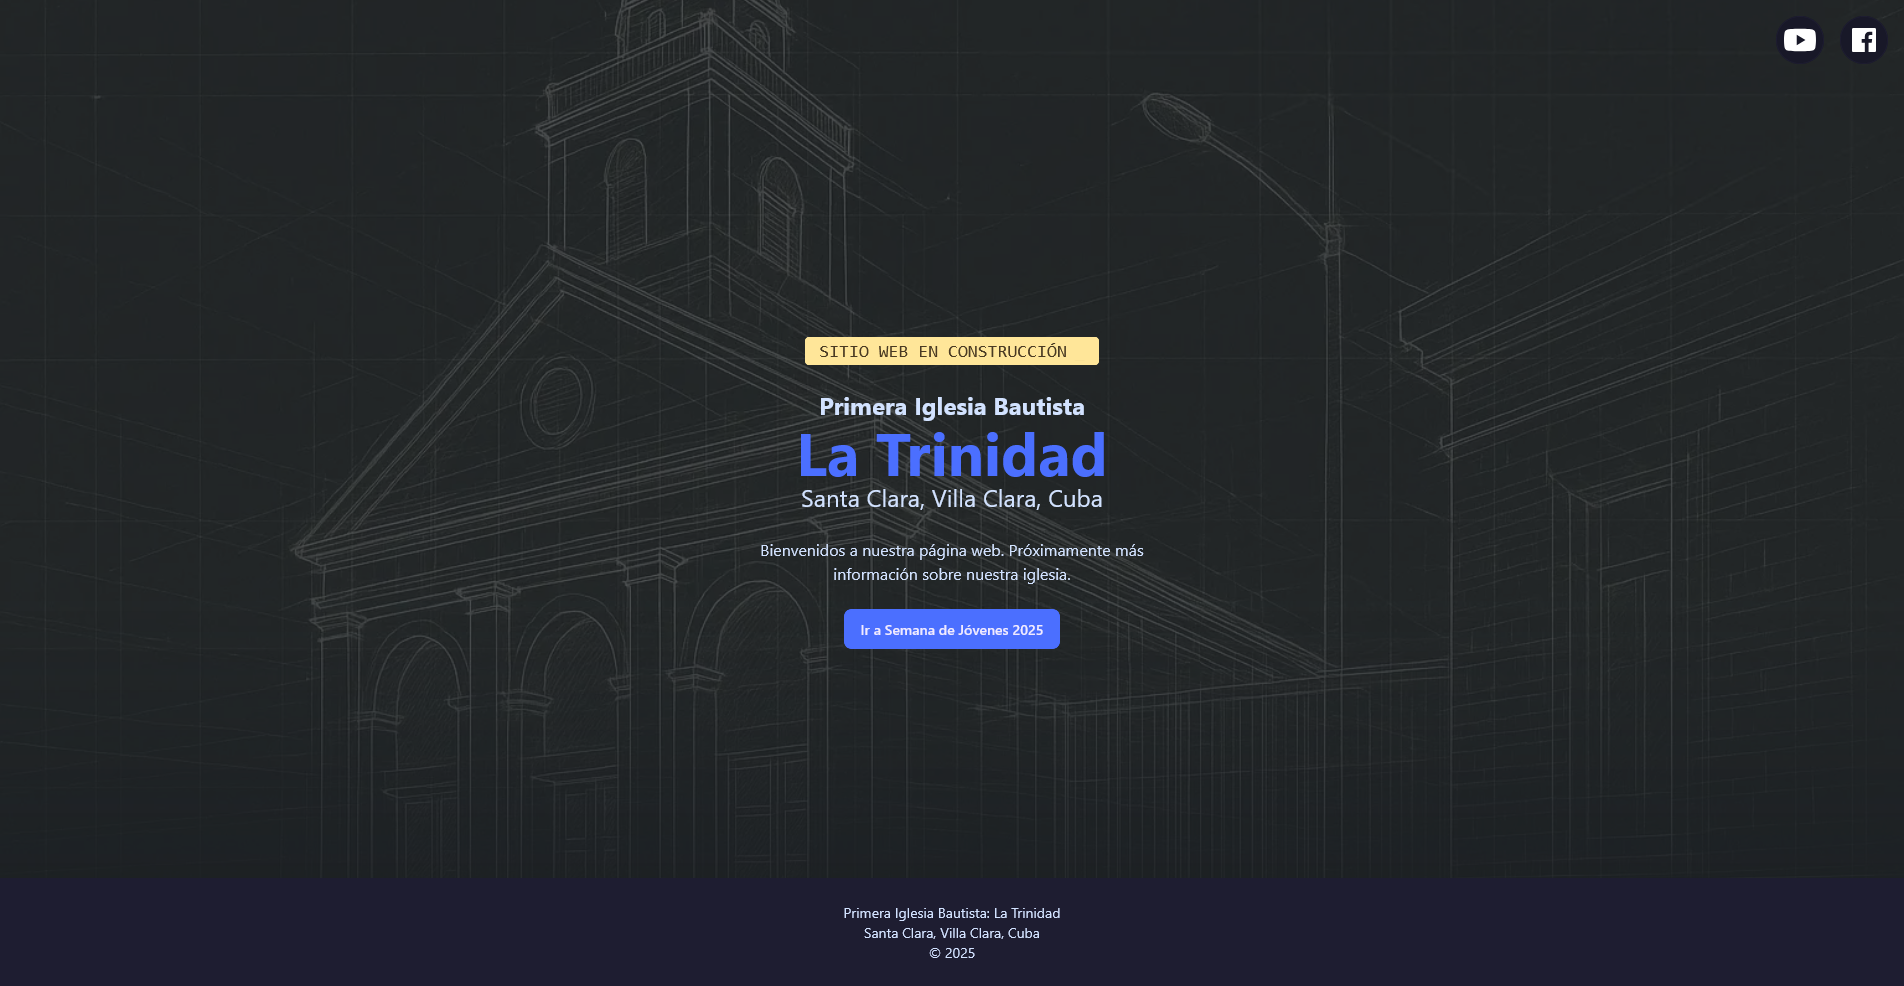 SITIO WEB EN CONSTRUCCIÓN
Primera Iglesia Bautista
La Trinidad
Santa Clara, Villa Clara, Cuba
Bienvenidos a nuestra página web. Próximamente más
información sobre nuestra iglesia.
Ir a Semana de Jóvenes 2025
Primera Iglesia Bautista: La Trinidad
Santa Clara, Villa Clara, Cuba
© 2025